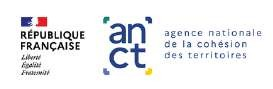 RÉPUBLIQUE
FRANÇAISE
Liberté
Égalité
Fraternité
an
ct
agence nationale
de la cohésion
des territoires